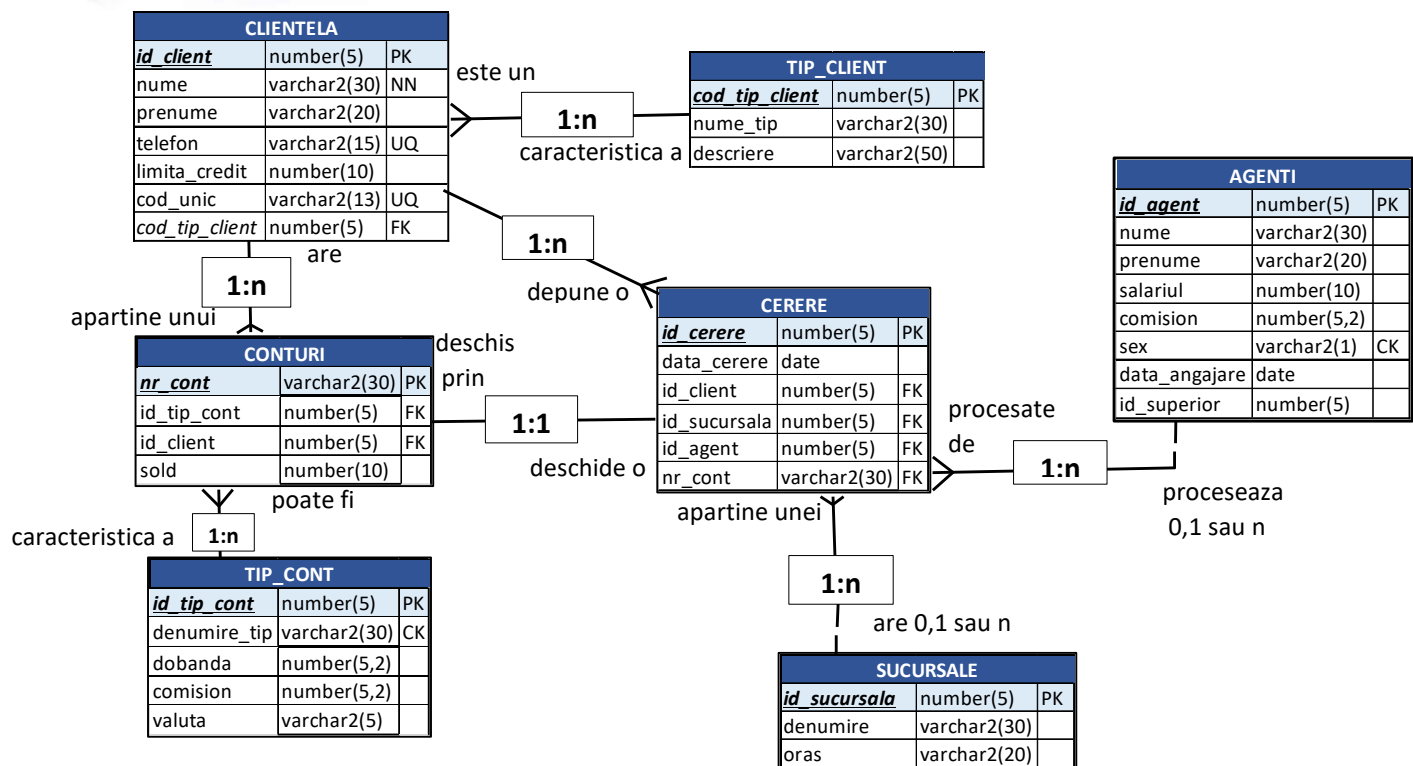 CLIENTELA
id_client number(5) PK
nume varchar2(30) NN
prenume varchar2(20)
telefon varchar2(15) UQ
limita_credit number(10)
cod_unic varchar2(13) UQ
cod_tip_client number(5) FK
este un
1:n
caracteristica a
TIP_CLIENT
cod_tip_client number(5) PK
nume_tip varchar2(30)
descriere varchar2(50)
are
1:n
apartine unui
1:n
depune o
AGENTI
id_agent number(5) PK
nume varchar2(30)
prenume varchar2(20)
salariul number(10)
comision number(5,2)
sex varchar2(1) CK
data_angajare date
id_superior number(5)
CONTURI
nr_cont varchar2(30) PK
id_tip_cont number(5) FK
id_client number(5) FK
sold number(10)
deschis
prin
1:1
deschide o
CERERE
id_cerere number(5) PK
data_cerere date
id_client number(5) FK
id_sucursala number(5) FK
id_agent number(5) FK
nr_cont varchar2(30) FK
procesate
de
1:n
proceseaza
0,1 sau n
poate fi
caracteristica a
1:n
TIP_CONT
id_tip_cont number(5) PK
denumire_tip varchar2(30) CK
dobanda number(5,2)
comision number(5,2)
valuta varchar2(5)
apartine unei
1:n
are 0,1 sau n
SUCURSALE
id_sucursala number(5) PK
denumire varchar2(30)
oras varchar2(20)